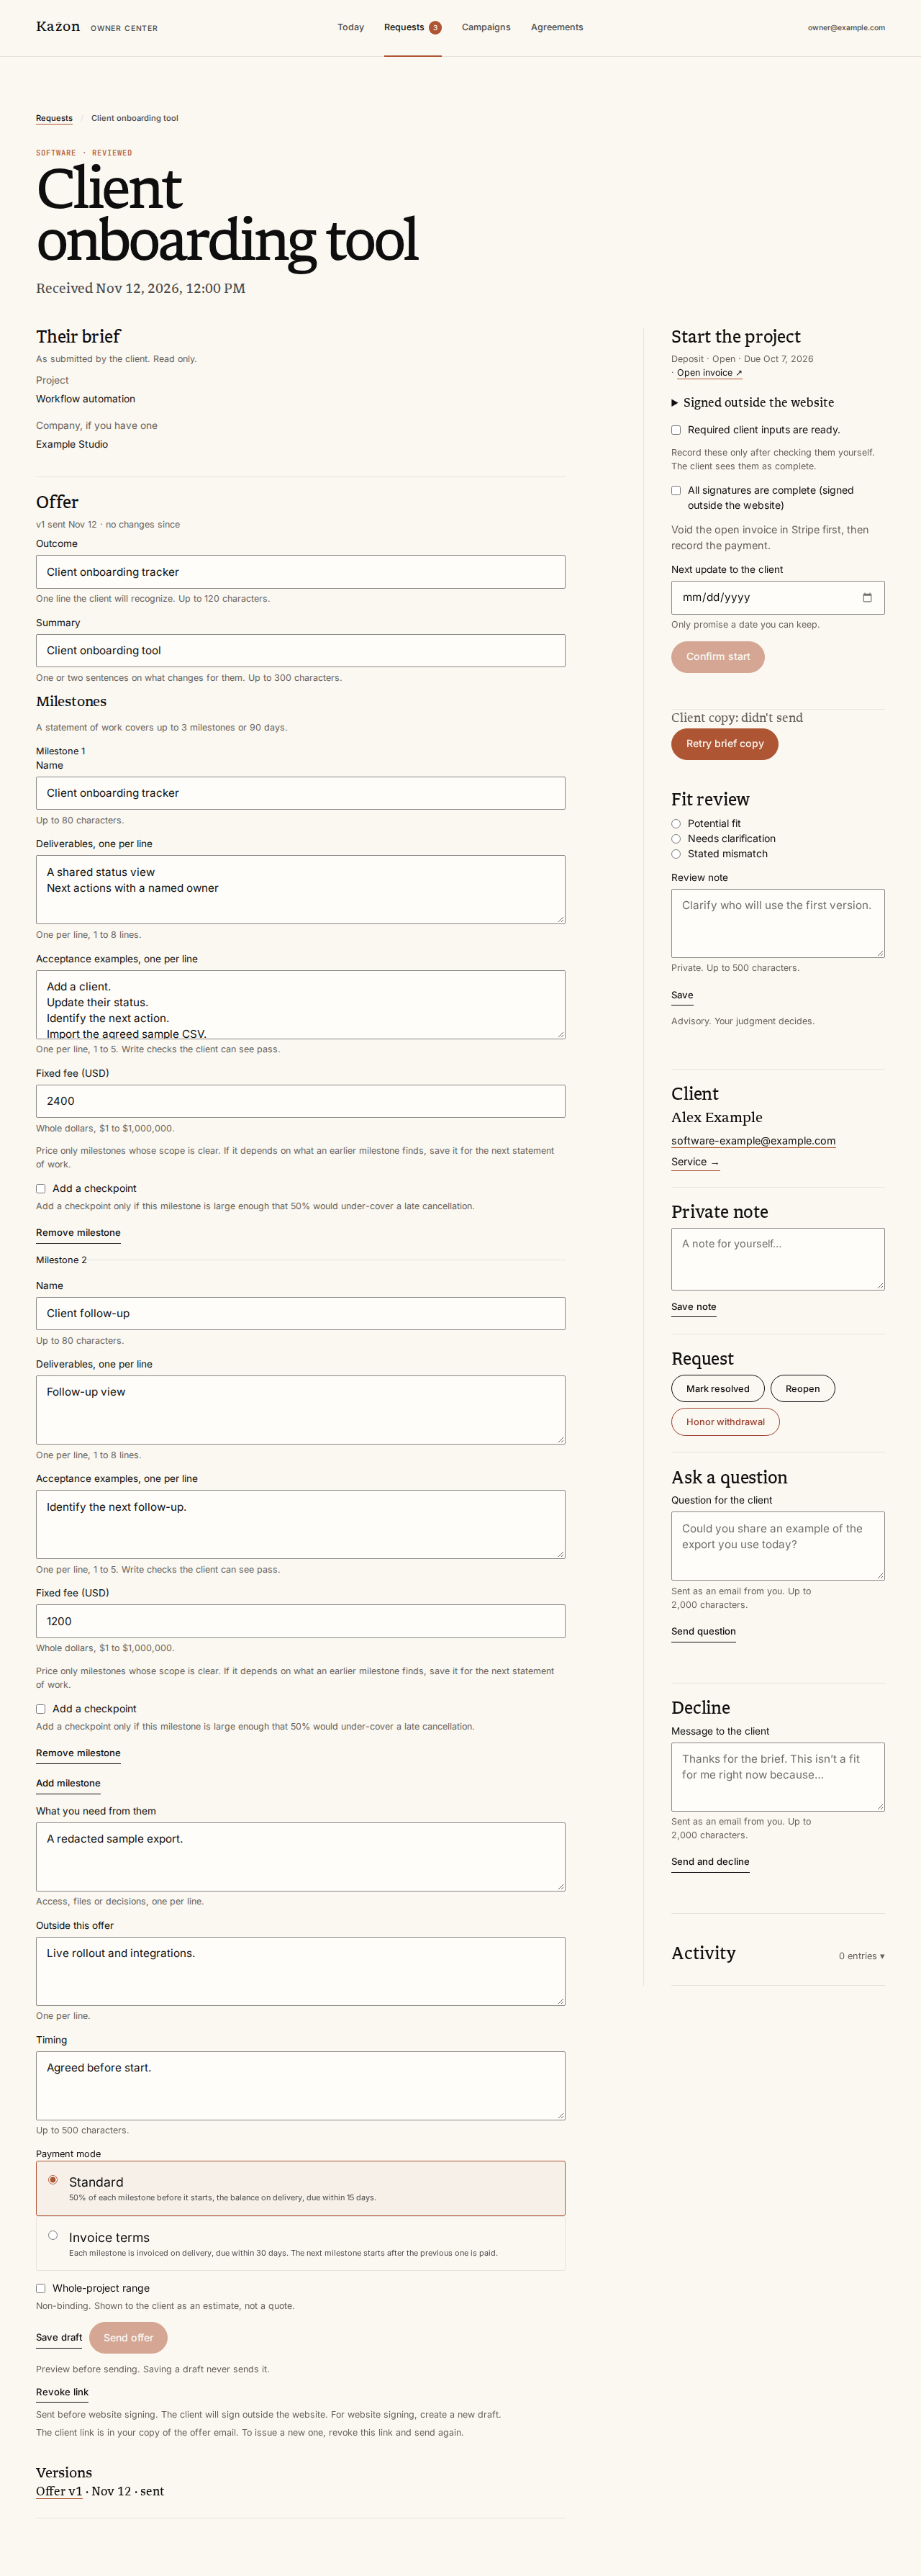 Kazon OWNER CENTER
Today
Requests 3
Campaigns
Agreements
owner@example.com
Requests / Client onboarding tool
SOFTWARE · REVIEWED
Client
onboarding tool
Received Nov 12, 2026, 12:00 PM
Their brief
As submitted by the client. Read only.
Project
Workflow automation
Company, if you have one
Example Studio
Offer
v1 sent Nov 12 · no changes since
Outcome
Client onboarding tracker
One line the client will recognize. Up to 120 characters.
Summary
Client onboarding tool
One or two sentences on what changes for them. Up to 300 characters.
Milestones
A statement of work covers up to 3 milestones or 90 days.
Milestone 1
Name
Client onboarding tracker
Up to 80 characters.
Deliverables, one per line
A shared status view
Next actions with a named owner
One per line, 1 to 8 lines.
Acceptance examples, one per line
Add a client.
Update their status.
Identify the next action.
Import the agreed sample CSV.
One per line, 1 to 5. Write checks the client can see pass.
Fixed fee (USD)
2400
Whole dollars, $1 to $1,000,000.
Price only milestones whose scope is clear. If it depends on what an earlier milestone finds, save it for the next statement
of work.
Add a checkpoint
Add a checkpoint only if this milestone is large enough that 50% would under-cover a late cancellation.
Remove milestone
Milestone 2
Name
Client follow-up
Up to 80 characters.
Deliverables, one per line
Follow-up view
One per line, 1 to 8 lines.
Acceptance examples, one per line
Identify the next follow-up.
One per line, 1 to 5. Write checks the client can see pass.
Fixed fee (USD)
1200
Whole dollars, $1 to $1,000,000.
Price only milestones whose scope is clear. If it depends on what an earlier milestone finds, save it for the next statement
of work.
Add a checkpoint
Add a checkpoint only if this milestone is large enough that 50% would under-cover a late cancellation.
Remove milestone
Add milestone
What you need from them
A redacted sample export.
Access, files or decisions, one per line.
Outside this offer
Live rollout and integrations.
One per line.
Timing
Agreed before start.
Up to 500 characters.
Payment mode
Standard
50% of each milestone before it starts, the balance on delivery, due within 15 days.
Invoice terms
Each milestone is invoiced on delivery, due within 30 days. The next milestone starts after the previous one is paid.
Whole-project range
Non-binding. Shown to the client as an estimate, not a quote.
Save draft
Send offer
Preview before sending. Saving a draft never sends it.
Revoke link
Sent before website signing. The client will sign outside the website. For website signing, create a new draft.
The client link is in your copy of the offer email. To issue a new one, revoke this link and send again.
Versions
Offer v1 · Nov 12 · sent
Start the project
Deposit · Open · Due Oct 7, 2026
· Open invoice ↗
▶ Signed outside the website
Required client inputs are ready.
Record these only after checking them yourself.
The client sees them as complete.
All signatures are complete (signed
outside the website)
Void the open invoice in Stripe first, then
record the payment.
Next update to the client
mm/dd/yyyy
Only promise a date you can keep.
Confirm start
Client copy: didn't send
Retry brief copy
Fit review
Potential fit
Needs clarification
Stated mismatch
Review note
Clarify who will use the first version.
Private. Up to 500 characters.
Save
Advisory. Your judgment decides.
Client
Alex Example
software-example@example.com
Service →
Private note
A note for yourself…
Save note
Request
Mark resolved
Reopen
Honor withdrawal
Ask a question
Question for the client
Could you share an example of the
export you use today?
Sent as an email from you. Up to
2,000 characters.
Send question
Decline
Message to the client
Thanks for the brief. This isn't a fit
for me right now because…
Sent as an email from you. Up to
2,000 characters.
Send and decline
Activity
0 entries ▾